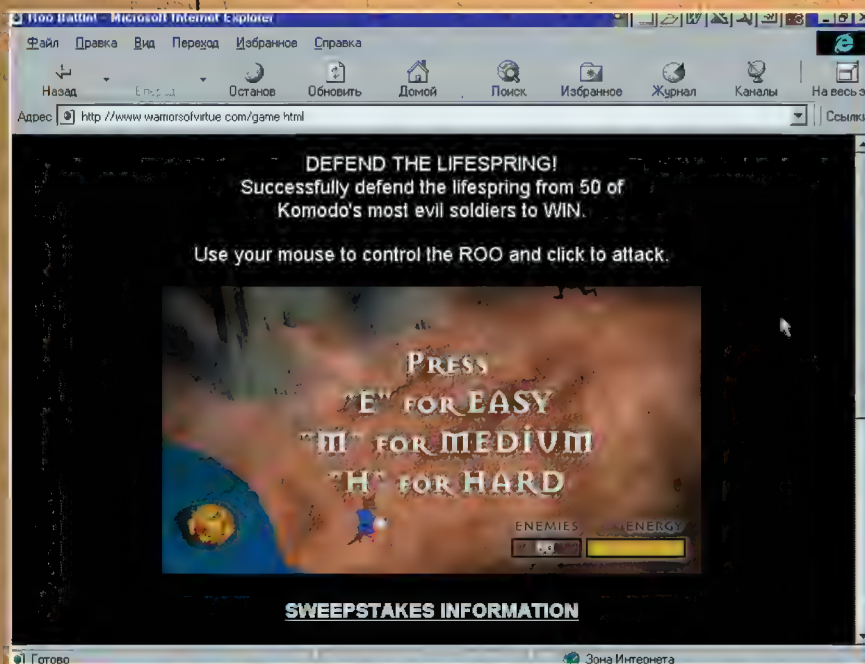 Roo Battle! - Microsoft Internet Explorer
Файл Правка Вид Переход Избранное Справка
Назад Останов Обновить Домой Поиск Избранное Журнал Каналы На весь э
Адрес http //www warriorsofvirtue com/game html Ссылки
DEFEND THE LIFESPRING!
Successfully defend the lifespring from 50 of
Komodo's most evil soldiers to WIN.
Use your mouse to control the ROO and click to attack.
PRESS
"E" FOR EASY
"M" FOR MEDIUM
"H" FOR HARD
ENEMIES ENERGY
SWEEPSTAKES INFORMATION
Готово Зона Интернета